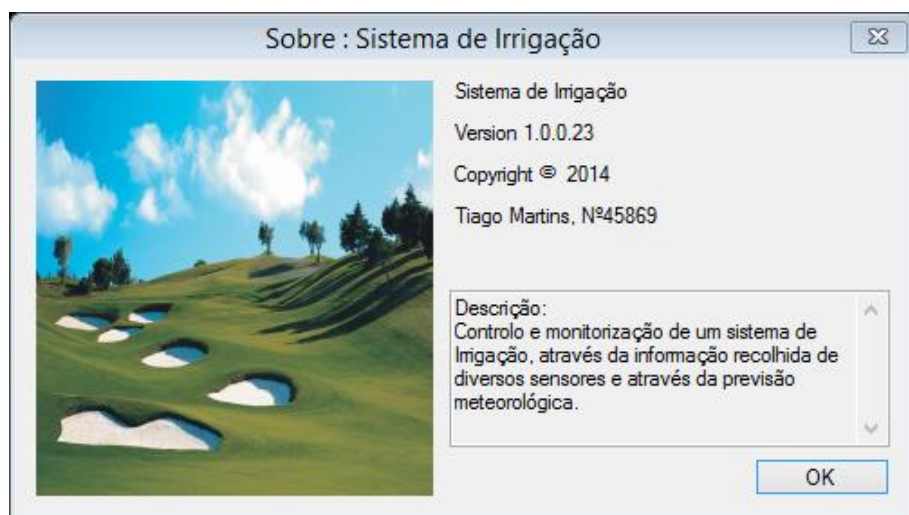 Sobre : Sistema de Irrigação
Sistema de Irrigação
Version 1.0.0.23
Copyright © 2014
Tiago Martins, Nº45869
Descrição:
Controlo e monitorização de um sistema de
Irrigação, através da informação recolhida de
diversos sensores e através da previsão
meteorológica.
OK